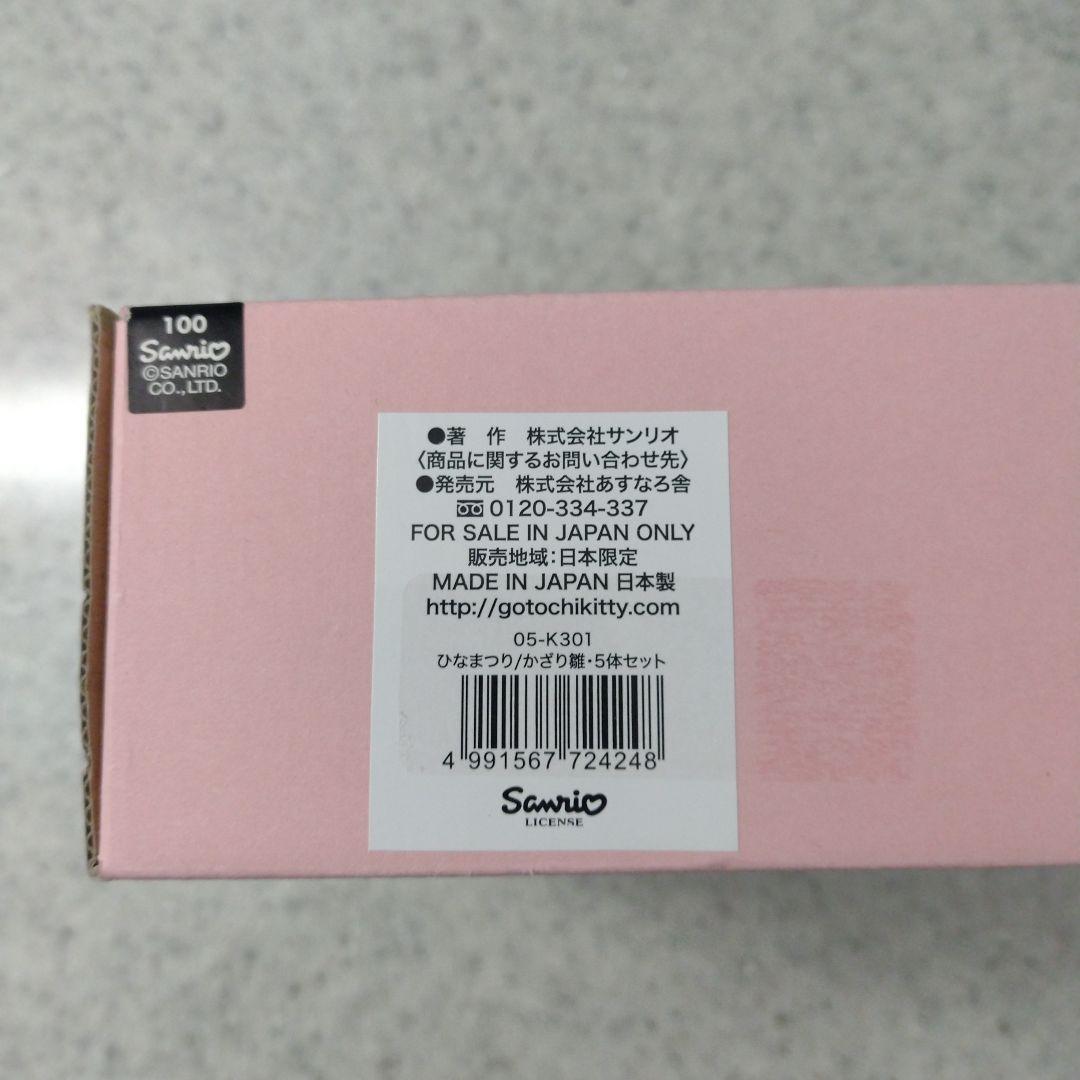 100
Sanrio
©SANRIO
CO.,LTD.
●著　作　株式会社サンリオ
〈商品に関するお問い合わせ先〉
●発売元　株式会社あすなろ舎
0120-334-337
FOR SALE IN JAPAN ONLY
販売地域:日本限定
MADE IN JAPAN 日本製
http://gotochikitty.com
05-K301
ひなまつり/かざり雛・5体セット
4 991567 724248
Sanrio
LICENSE